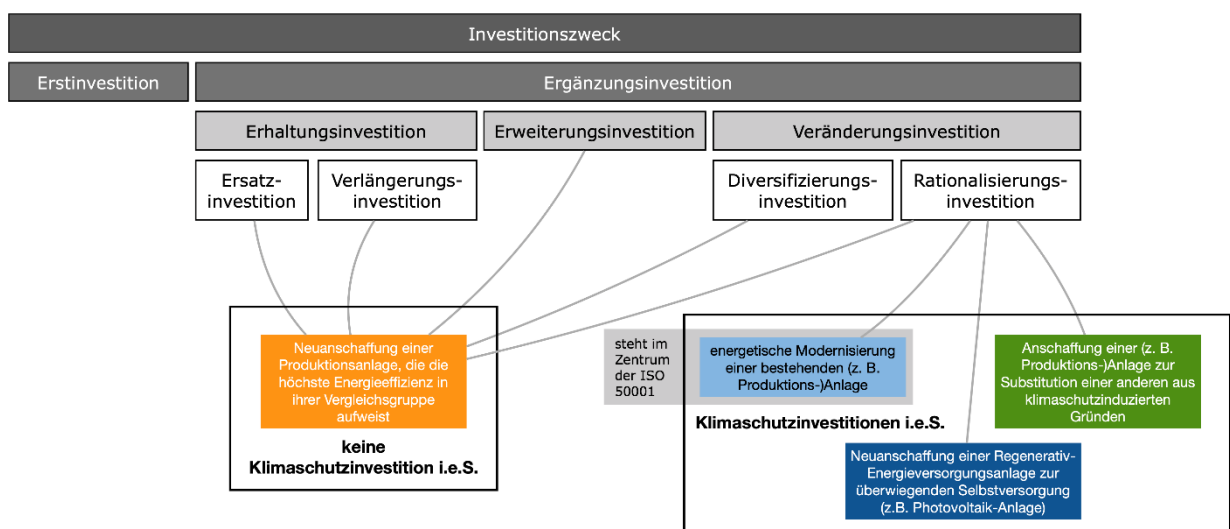 Investitionszweck
Erstinvestition
Ergänzungsinvestition
Erhaltungsinvestition
Erweiterungsinvestition
Veränderungsinvestition
Ersatz-
investition
Verlängerungs-
investition
Diversifizierungs-
investition
Rationalisierungs-
investition
Neuanschaffung einer
Produktionsanlage, die die
höchste Energieeffizienz in
ihrer Vergleichsgruppe
aufweist
keine
Klimaschutzinvestition i.e.S.
steht im
Zentrum
der ISO
50001
energetische Modernisierung
einer bestehenden (z. B.
Produktions-)Anlage
Anschaffung einer (z. B.
Produktions-)Anlage zur
Substitution einer anderen aus
klimaschutzinduzierten
Gründen
Klimaschutzinvestitionen i.e.S.
Neuanschaffung einer Regenerativ-
Energieversorgungsanlage zur
überwiegenden Selbstversorgung
(z.B. Photovoltaik-Anlage)